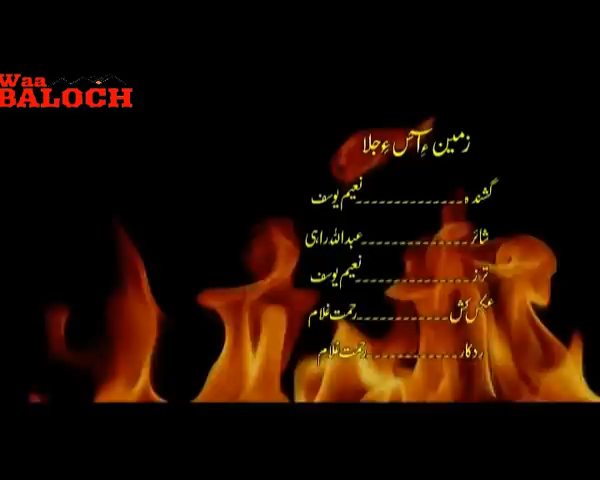 Waa
BALOCH
زمین ءِ آس ءِ جلا
گشندہ--------------نعیم یوسف
شائر--------------عبداللہ راہی
ترز---------------نعیم یوسف
عکس کش------------رحمت غلام
ردکار------------رحمت غلام